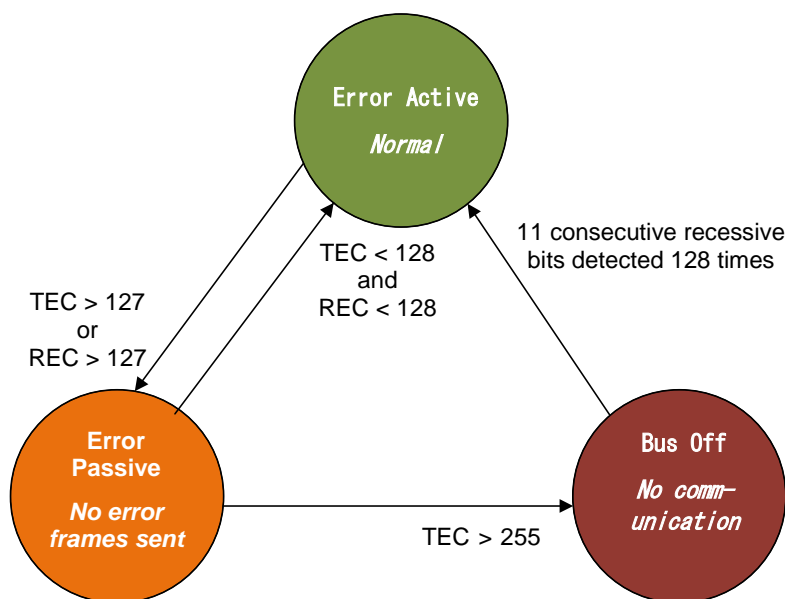 Error Active
Normal
11 consecutive recessive
bits detected 128 times
TEC < 128
and
REC < 128
TEC > 127
or
REC > 127
Error
Passive
No error
frames sent
Bus Off
No comm-
unication
TEC > 255